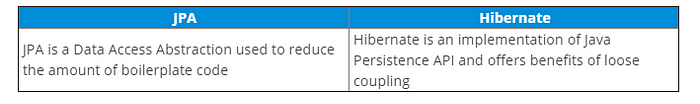 JPA
Hibernate
JPA is a Data Access Abstraction used to reduce
the amount of boilerplate code
Hibernate is an implementation of Java
Persistence API and offers benefits of loose
coupling